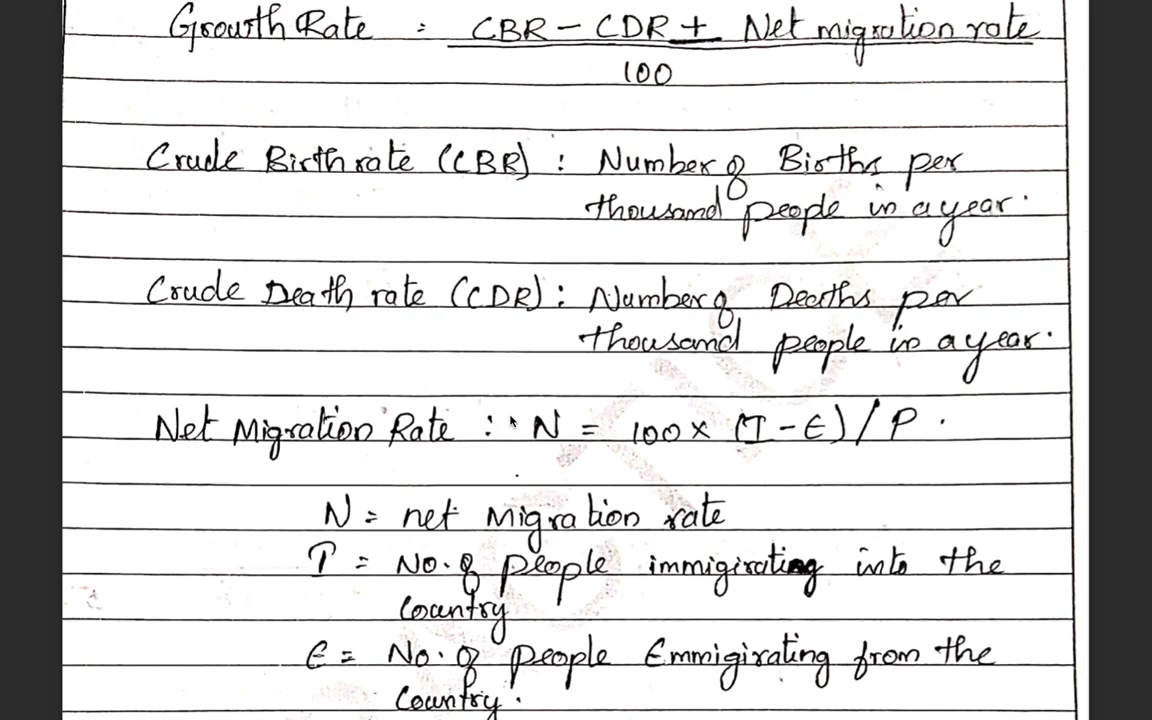 Growth Rate = CBR - CDR + Net migration rate
100
Crude Birth rate (CBR) : Number of Births per
thousand people in a year.
Crude Death rate (CDR) : Number of Deaths per
thousand people in a year.
Net Migration Rate : N = 100 × (I - E) / P.
N = net Migration rate
I = No. of people immigirating into the
Country
E = No. of people Emmigirating from the
Country.